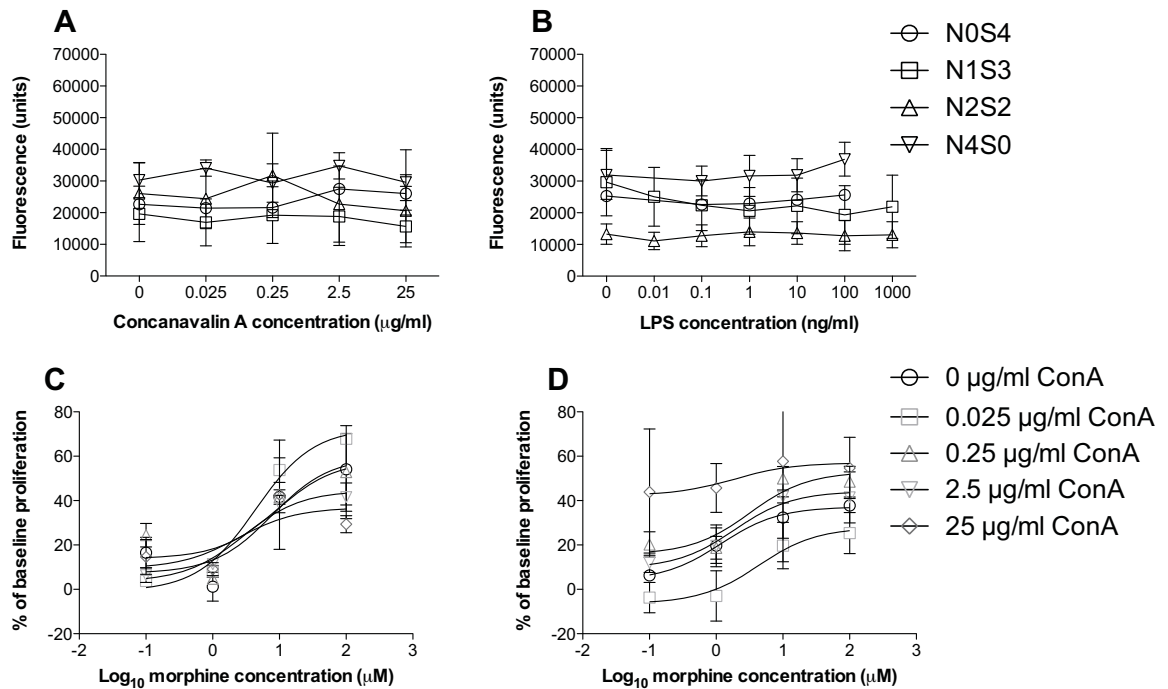 A
70000
60000
50000
40000
30000
20000
10000
0
Fluorescence (units)
0 0.025 0.25 2.5 25
Concanavalin A concentration (μg/ml)
B
70000
60000
50000
40000
30000
20000
10000
0
Fluorescence (units)
0 0.01 0.1 1 10 100 1000
LPS concentration (ng/ml)
N0S4
N1S3
N2S2
N4S0
C
80
60
40
20
0
-20
% of baseline proliferation
-2 -1 0 1 2 3
Log10 morphine concentration (μM)
D
80
60
40
20
0
-20
% of baseline proliferation
-2 -1 0 1 2 3
Log10 morphine concentration (μM)
0 μg/ml ConA
0.025 μg/ml ConA
0.25 μg/ml ConA
2.5 μg/ml ConA
25 μg/ml ConA